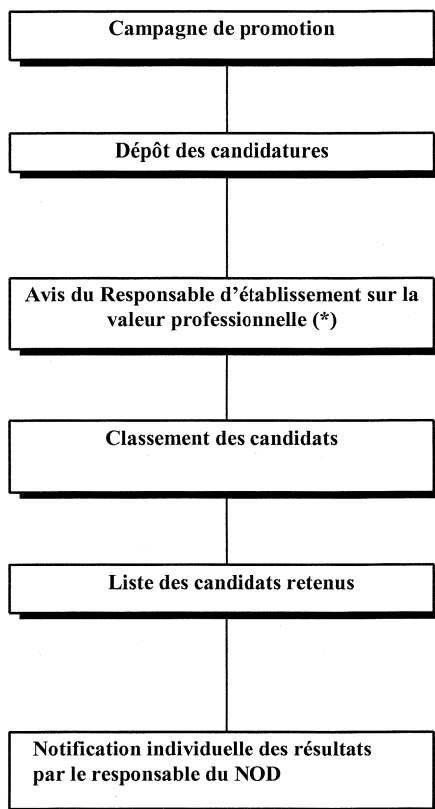 Campagne de promotion
Dépôt des candidatures
Avis du Responsable d'établissement sur la
valeur professionnelle (*)
Classement des candidats
Liste des candidats retenus
Notification individuelle des résultats
par le responsable du NOD